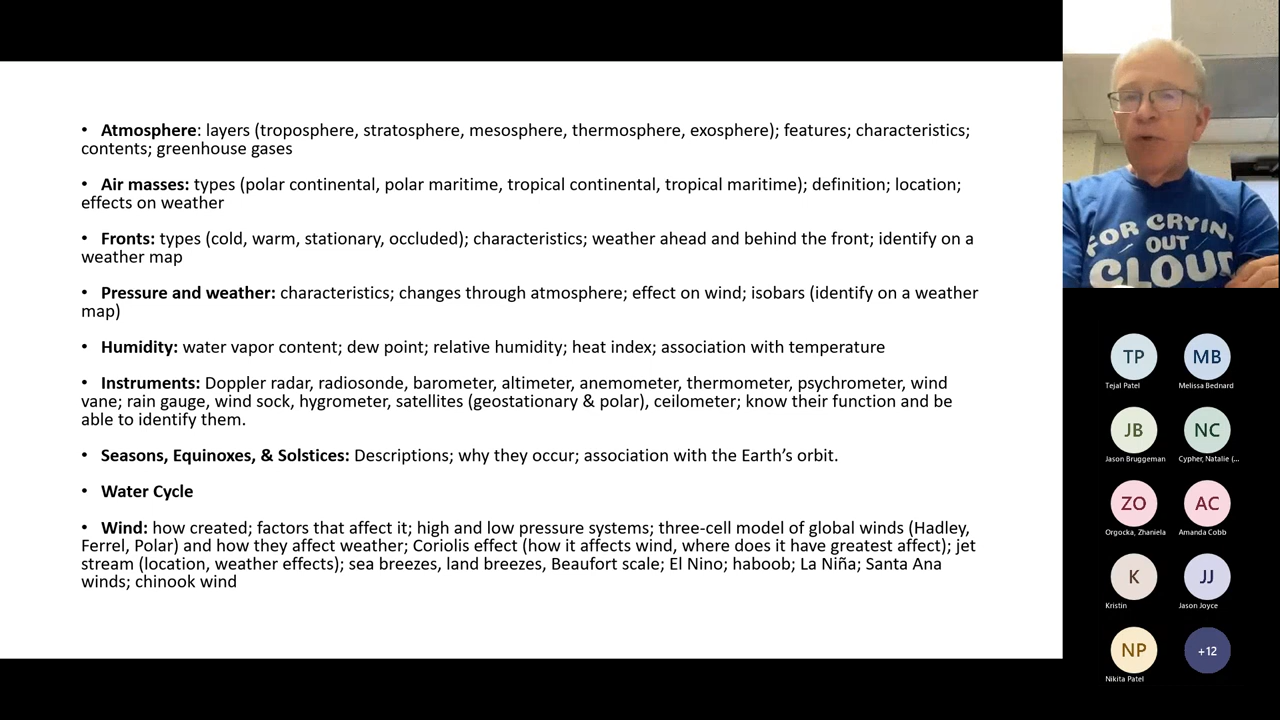 • Atmosphere: layers (troposphere, stratosphere, mesosphere, thermosphere, exosphere); features; characteristics;
contents; greenhouse gases
• Air masses: types (polar continental, polar maritime, tropical continental, tropical maritime); definition; location;
effects on weather
• Fronts: types (cold, warm, stationary, occluded); characteristics; weather ahead and behind the front; identify on a
weather map
• Pressure and weather: characteristics; changes through atmosphere; effect on wind; isobars (identify on a weather
map)
• Humidity: water vapor content; dew point; relative humidity; heat index; association with temperature
• Instruments: Doppler radar, radiosonde, barometer, altimeter, anemometer, thermometer, psychrometer, wind
vane; rain gauge, wind sock, hygrometer, satellites (geostationary & polar), ceilometer; know their function and be
able to identify them.
• Seasons, Equinoxes, & Solstices: Descriptions; why they occur; association with the Earth's orbit.
• Water Cycle
• Wind: how created; factors that affect it; high and low pressure systems; three-cell model of global winds (Hadley,
Ferrel, Polar) and how they affect weather; Coriolis effect (how it affects wind, where does it have greatest affect); jet
stream (location, weather effects); sea breezes, land breezes, Beaufort scale; El Nino; haboob; La Niña; Santa Ana
winds; chinook wind
FOR CRYIN'
OUT
CLOUD
TP
MB
Tejal Patel
Melissa Bednard
JB
NC
Jason Bruggeman
Cypher, Natalie (...
ZO
AC
Orgocka, Zhaniela
Amanda Cobb
K
JJ
Kristin
Jason Joyce
NP
+12
Nikita Patel